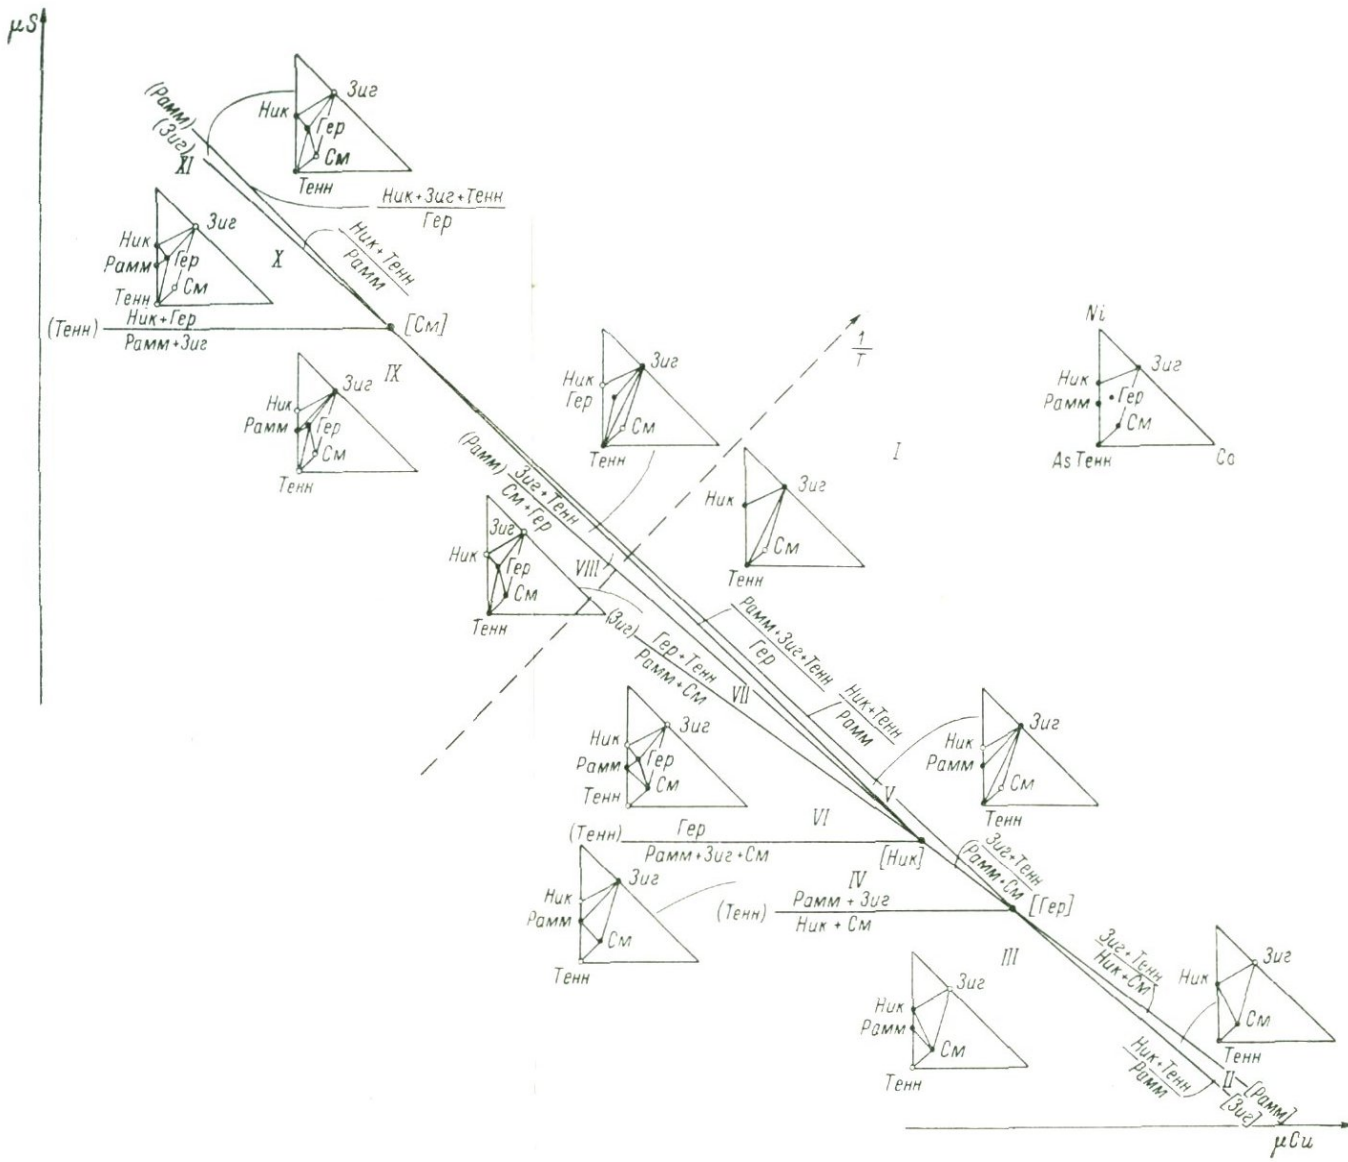 μS
(Рамм)
(Зиг)
XI
Ник
Зиг
Гер
См
Тенн
Ник+Зиг+Тенн
Гер
Ник+Тенн
Рамм
X
Ник
Рамм
Зиг
Гер
См
Тенн
(Тенн)
Ник+Гер
Рамм+Зиг
[См]
IX
Ник
Рамм
Зиг
Гер
См
Тенн
Ник
Гер
Зиг
См
Тенн
1
T
I
Ni
Ник
Рамм
Зиг
Гер
См
As Тенн
Co
(Рамм)
Зиг+Тенн
См+Гер
Ник
Зиг
См
Тенн
Зиг
Ник
Гер
См
Тенн
VIII
(Зиг)
Гер+Тенн
Рамм+См
VII
Рамм+Зиг+Тенн
Гер
Ник+Тенн
Рамм
Ник
Рамм
Зиг
Гер
См
Тенн
Ник
Рамм
Зиг
См
Тенн
V
VI
(Тенн)
Гер
Рамм+Зиг+См
[Ник]
Зиг+Тенн
(Рамм+См
IV
(Тенн)
Рамм + Зиг
Ник + См
[Гер]
Ник
Рамм
Зиг
См
Тенн
III
Зиг+Тенн
Ник+См
Ник
Рамм
Зиг
См
Тенн
Ник
Зиг
См
Тенн
Ник+Тенн
Рамм
II
[Рамм]
[Зиг]
μCu